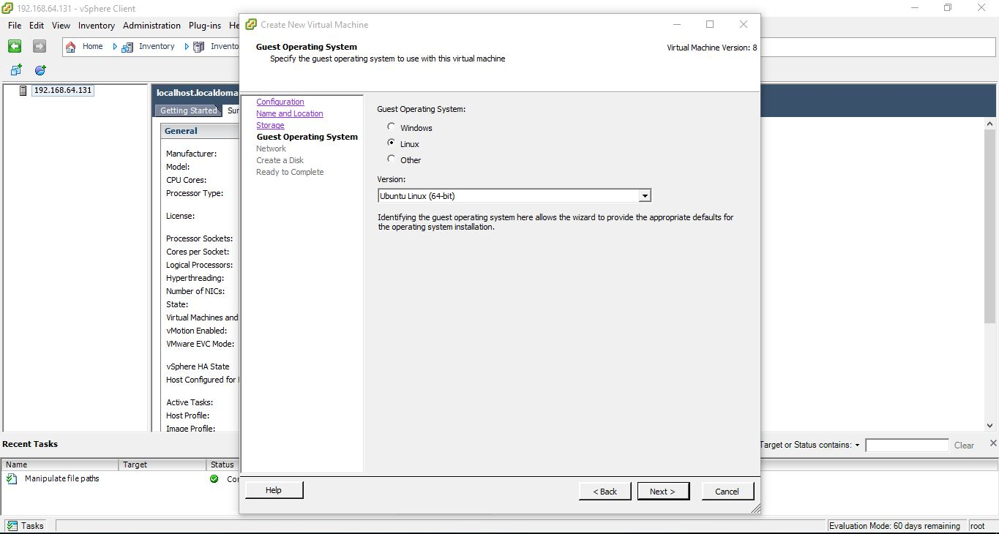 192.168.64.131 - vSphere Client
File Edit View Inventory Administration Plug-ins He
Home Inventory Invento
192.168.64.131
localhost.localdoma
Getting Started Sur
General
Manufacturer:
Model:
CPU Cores:
Processor Type:
License:
Processor Sockets:
Cores per Socket:
Logical Processors:
Hyperthreading:
Number of NICs:
State:
Virtual Machines and
vMotion Enabled:
VMware EVC Mode:
vSphere HA State
Host Configured for
Active Tasks:
Host Profile:
Image Profile:
Create New Virtual Machine
Guest Operating System
Specify the guest operating system to use with this virtual machine
Virtual Machine Version: 8
Configuration
Name and Location
Storage
Guest Operating System
Network
Create a Disk
Ready to Complete
Guest Operating System:
Windows
Linux
Other
Version:
Ubuntu Linux (64-bit)
Identifying the guest operating system here allows the wizard to provide the appropriate defaults for
the operating system installation.
Help < Back Next > Cancel
Recent Tasks
Target or Status contains: Clear
Name Target Status
Manipulate file paths Co
Tasks Evaluation Mode: 60 days remaining root